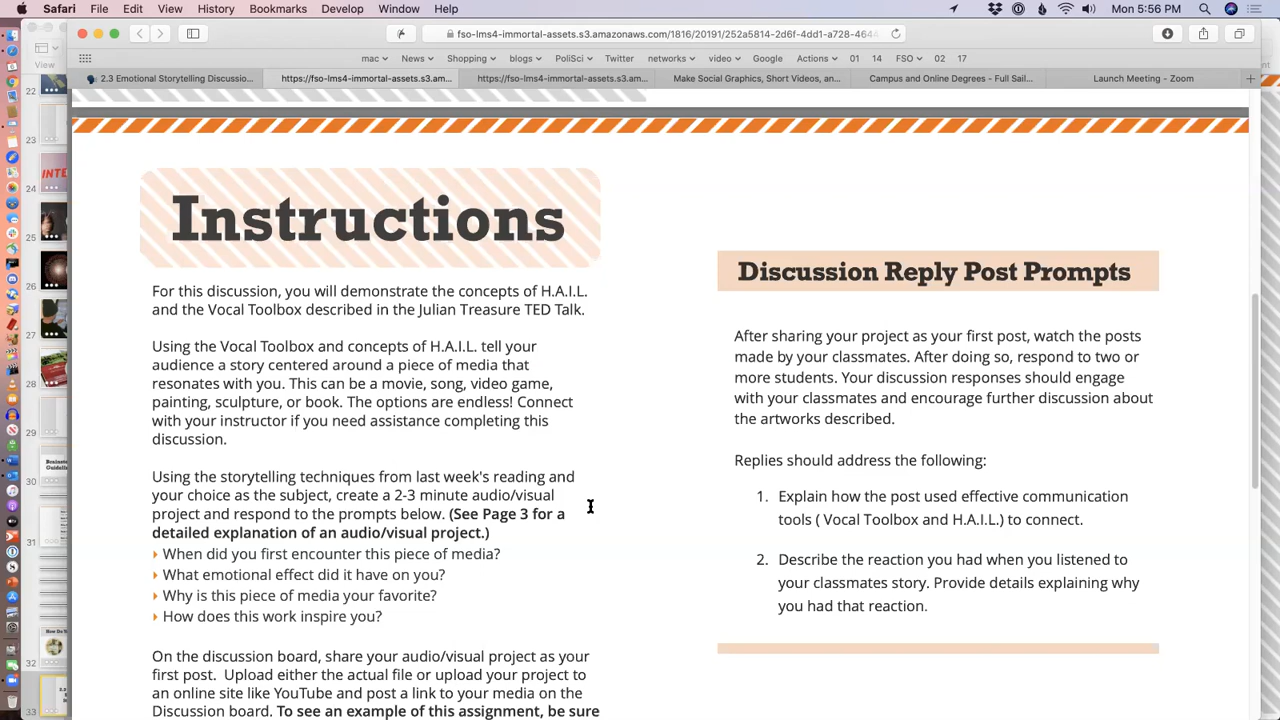 Safari File Edit View History Bookmarks Develop Window Help Mon 5:56 PM
fso-lms4-immortal-assets.s3.amazonaws.com/1816/20191/252a5814-2d6f-4dd1-a728-464
mac News Shopping blogs PoliSci Twitter networks video Google Actions 01 14 FSO 02 17
2.3 Emotional Storytelling Discussio... https://fso-lms4-immortal-assets.s3.am... https://fso-lms4-immortal-assets.s3.am... Make Social Graphics, Short Videos, an... Campus and Online Degrees - Full Sail... Launch Meeting - Zoom
View
22
23
24
INTE
25
26
27
28
29
30
31
32
33
Instructions
For this discussion, you will demonstrate the concepts of H.A.I.L.
and the Vocal Toolbox described in the Julian Treasure TED Talk.
Using the Vocal Toolbox and concepts of H.A.I.L. tell your
audience a story centered around a piece of media that
resonates with you. This can be a movie, song, video game,
painting, sculpture, or book. The options are endless! Connect
with your instructor if you need assistance completing this
discussion.
Using the storytelling techniques from last week's reading and
your choice as the subject, create a 2-3 minute audio/visual
project and respond to the prompts below. (See Page 3 for a
detailed explanation of an audio/visual project.)
When did you first encounter this piece of media?
What emotional effect did it have on you?
Why is this piece of media your favorite?
How does this work inspire you?
On the discussion board, share your audio/visual project as your
first post. Upload either the actual file or upload your project to
an online site like YouTube and post a link to your media on the
Discussion board. To see an example of this assignment, be sure
Discussion Reply Post Prompts
After sharing your project as your first post, watch the posts
made by your classmates. After doing so, respond to two or
more students. Your discussion responses should engage
with your classmates and encourage further discussion about
the artworks described.
Replies should address the following:
1. Explain how the post used effective communication
tools ( Vocal Toolbox and H.A.I.L.) to connect.
2. Describe the reaction you had when you listened to
your classmates story. Provide details explaining why
you had that reaction.